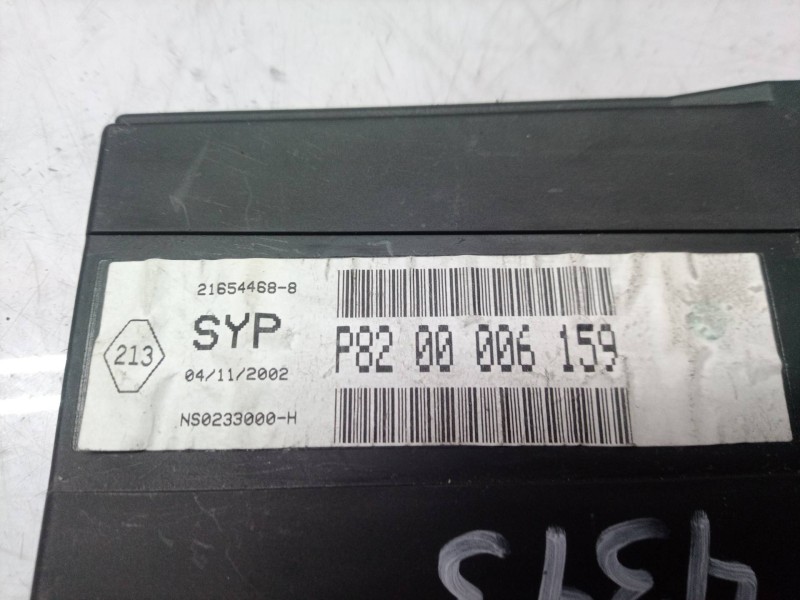 21654468-8
SYP
213
04/11/2002
NS0233000-H
P82 00 006 159